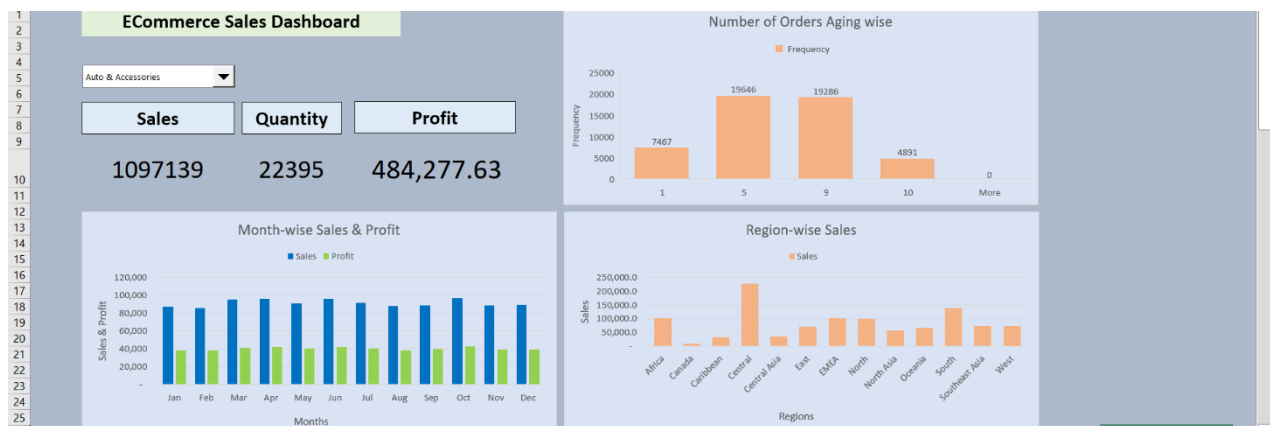 1
2
3
4
5
6
7
8
9
10
11
12
13
14
15
16
17
18
19
20
21
22
23
24
25
ECommerce Sales Dashboard
Auto & Accessories
Sales Quantity Profit
1097139 22395 484,277.63
Number of Orders Aging wise
Frequency
Frequency
25000
20000
15000
10000
5000
0
7467 19646 19286 4891 0
1 5 9 10 More
Month-wise Sales & Profit
Sales Profit
Sales & Profit
120,000
100,000
80,000
60,000
40,000
20,000
-
Jan Feb Mar Apr May Jun Jul Aug Sep Oct Nov Dec
Months
Region-wise Sales
Sales
Sales
250,000.0
200,000.0
150,000.0
100,000.0
50,000.0
-
Africa Canada Caribbean Central Central Asia East EMEA North North Asia Oceania South Southeast Asia West
Regions